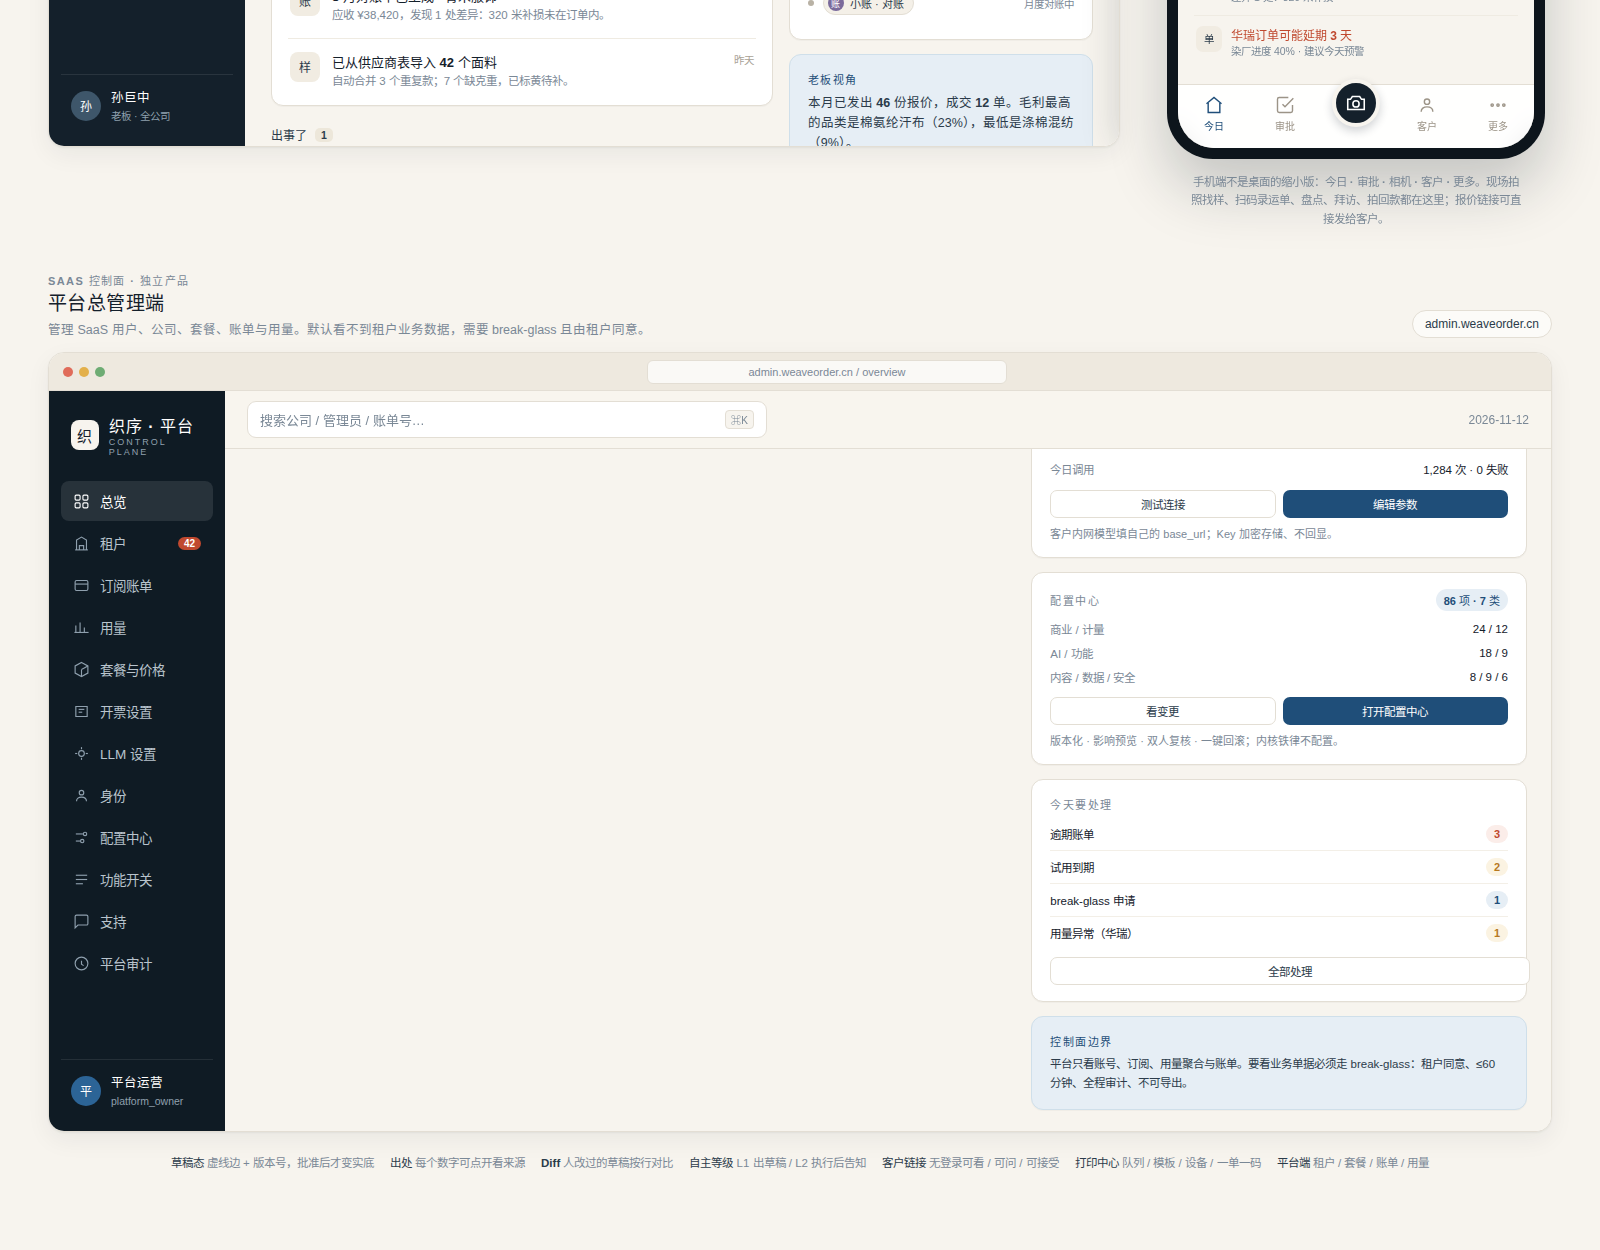 应收 ¥38,420，发现 1 处差异：320 米补损未在订单内。
样
已从供应商表导入 42 个面料
昨天
自动合并 3 个重复款；7 个缺克重，已标黄待补。
出事了 1
孙
孙巨中
老板 · 全公司
账
小账 · 对账
月度对账中
老板视角
本月已发出 46 份报价，成交 12 单。毛利最高
的品类是棉氨纶汗布（23%），最低是涤棉混纺
（9%）。
单
华瑞订单可能延期 3 天
染厂进度 40% · 建议今天预警
今日
审批
客户
更多
手机端不是桌面的缩小版：今日 · 审批 · 相机 · 客户 · 更多。现场拍
照找样、扫码录运单、盘点、拜访、拍回款都在这里；报价链接可直
接发给客户。
SAAS 控制面 · 独立产品
平台总管理端
管理 SaaS 用户、公司、套餐、账单与用量。默认看不到租户业务数据，需要 break-glass 且由租户同意。
admin.weaveorder.cn
admin.weaveorder.cn / overview
织
织序 · 平台
CONTROL
PLANE
搜索公司 / 管理员 / 账单号…
⌘K
2026-11-12
总览
租户
42
订阅账单
用量
套餐与价格
开票设置
LLM 设置
身份
配置中心
功能开关
支持
平台审计
平
平台运营
platform_owner
今日调用
1,284 次 · 0 失败
测试连接
编辑参数
客户内网模型填自己的 base_url；Key 加密存储、不回显。
配置中心
86 项 · 7 类
商业 / 计量
24 / 12
AI / 功能
18 / 9
内容 / 数据 / 安全
8 / 9 / 6
看变更
打开配置中心
版本化 · 影响预览 · 双人复核 · 一键回滚；内核铁律不配置。
今天要处理
逾期账单
3
试用到期
2
break-glass 申请
1
用量异常（华瑞）
1
全部处理
控制面边界
平台只看账号、订阅、用量聚合与账单。要看业务单据必须走 break-glass：租户同意、≤60
分钟、全程审计、不可导出。
草稿态 虚线边 + 版本号，批准后才变实底 出处 每个数字可点开看来源 Diff 人改过的草稿按行对比 自主等级 L1 出草稿 / L2 执行后告知 客户链接 无登录可看 / 可问 / 可接受 打印中心 队列 / 模板 / 设备 / 一单一码 平台端 租户 / 套餐 / 账单 / 用量